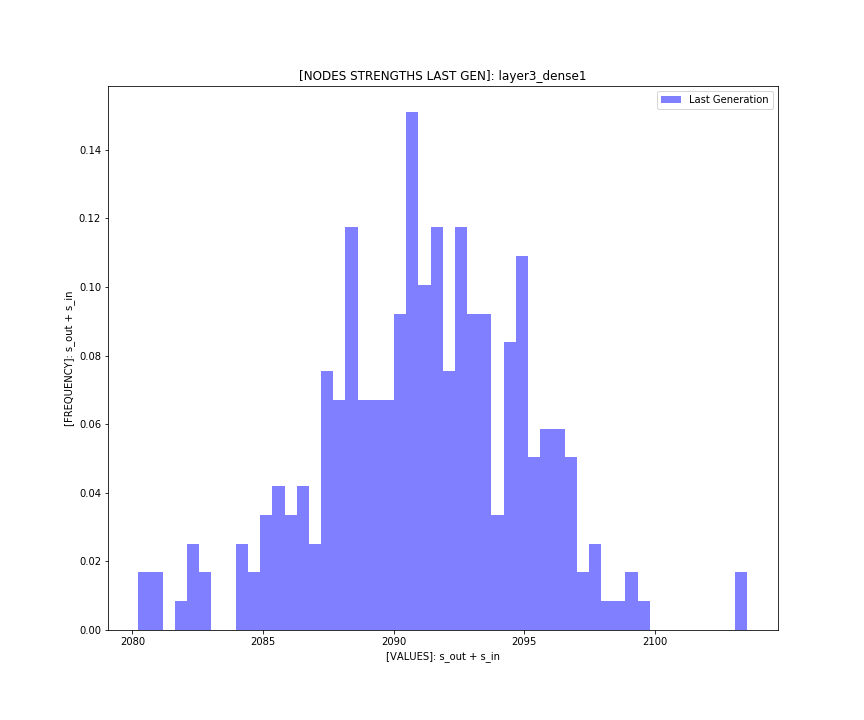 [NODES STRENGTHS LAST GEN]: layer3_dense1
Last Generation
[FREQUENCY]: s_out + s_in
0.14
0.12
0.10
0.08
0.06
0.04
0.02
0.00
2080 2085 2090 2095 2100
[VALUES]: s_out + s_in